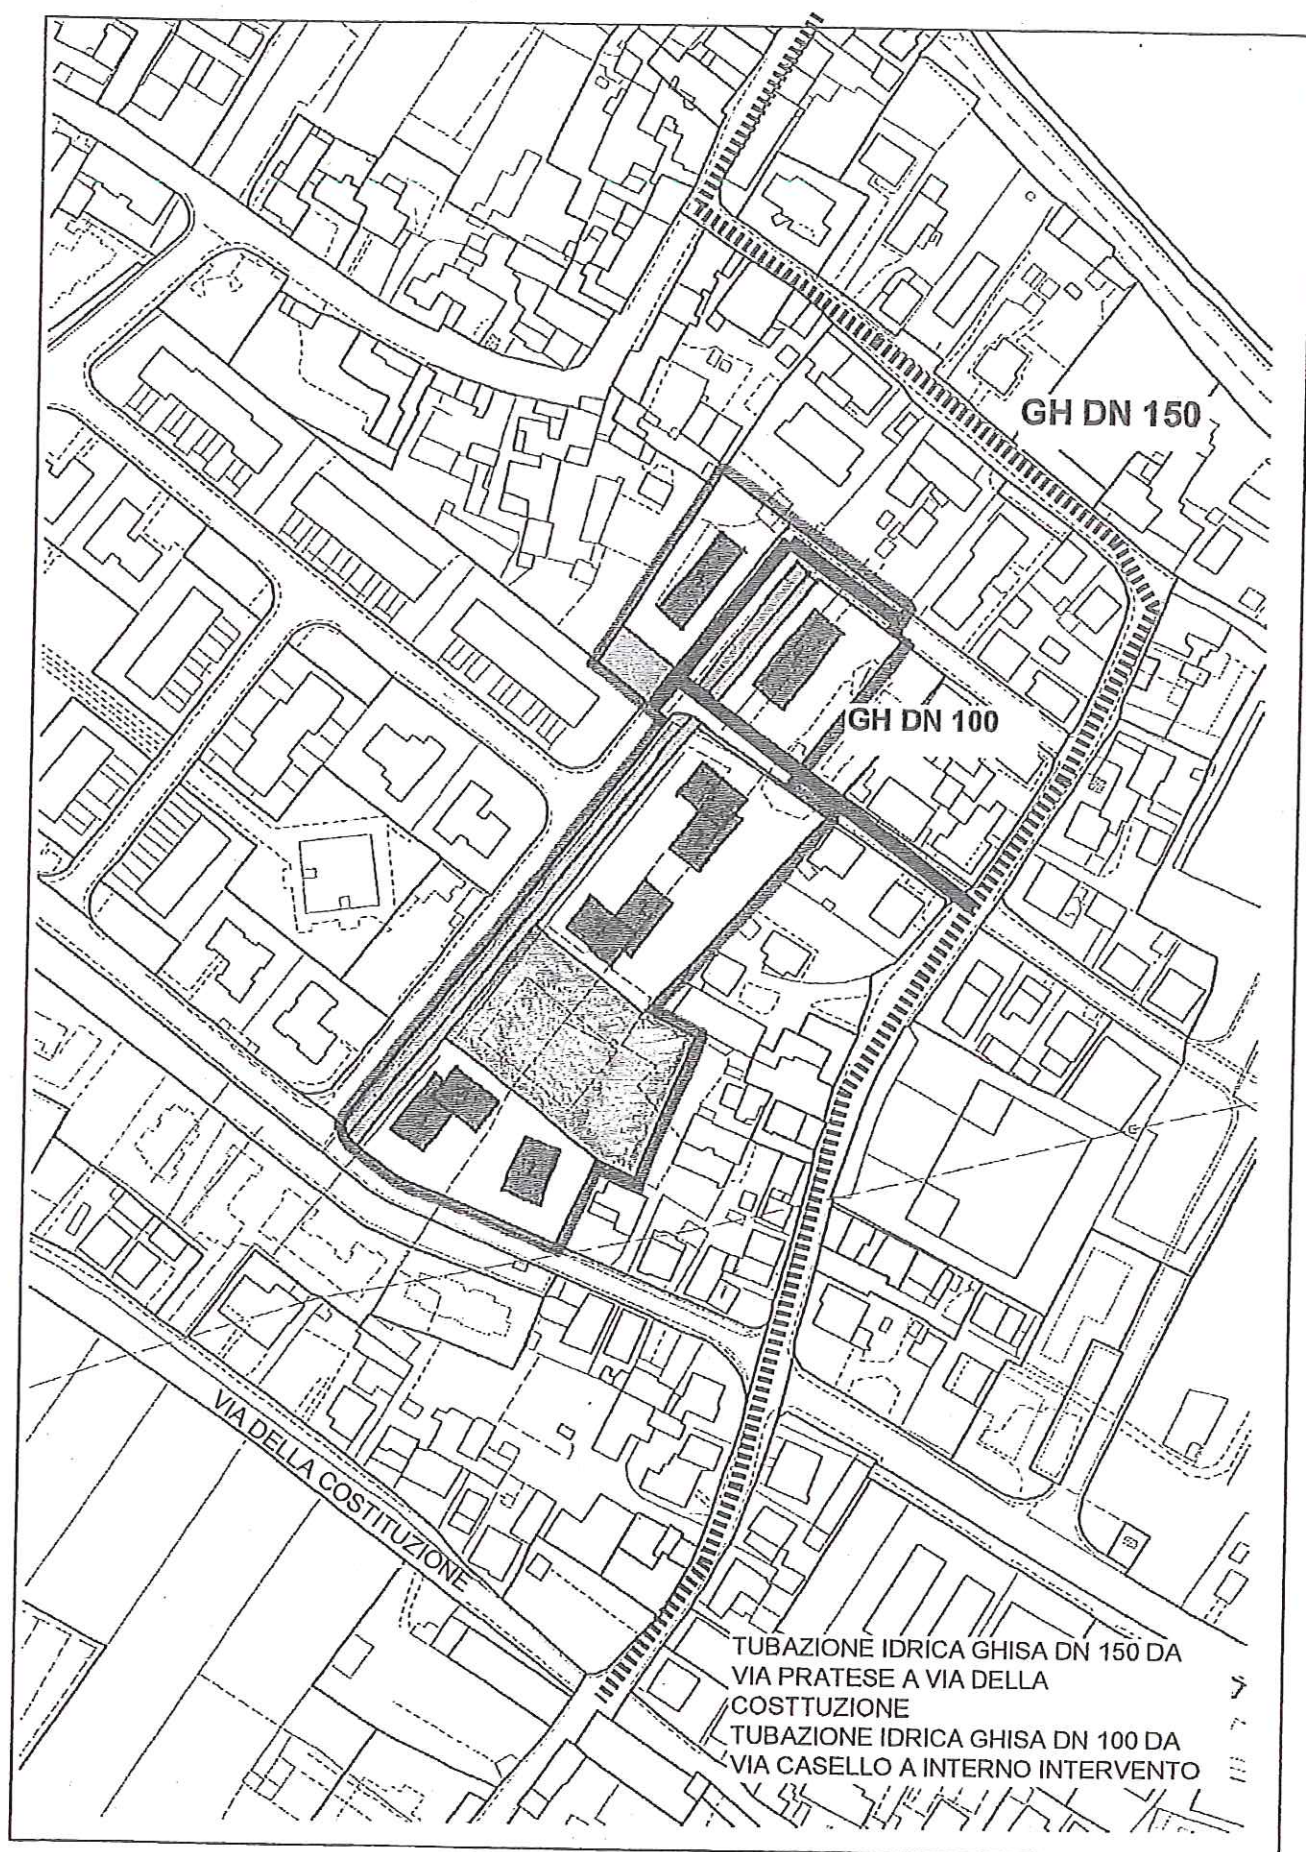 GH DN 150
GH DN 100
VIA DELLA COSTITUZIONE
TUBAZIONE IDRICA GHISA DN 150 DA
VIA PRATESE A VIA DELLA
COSTTUZIONE
TUBAZIONE IDRICA GHISA DN 100 DA
VIA CASELLO A INTERNO INTERVENTO